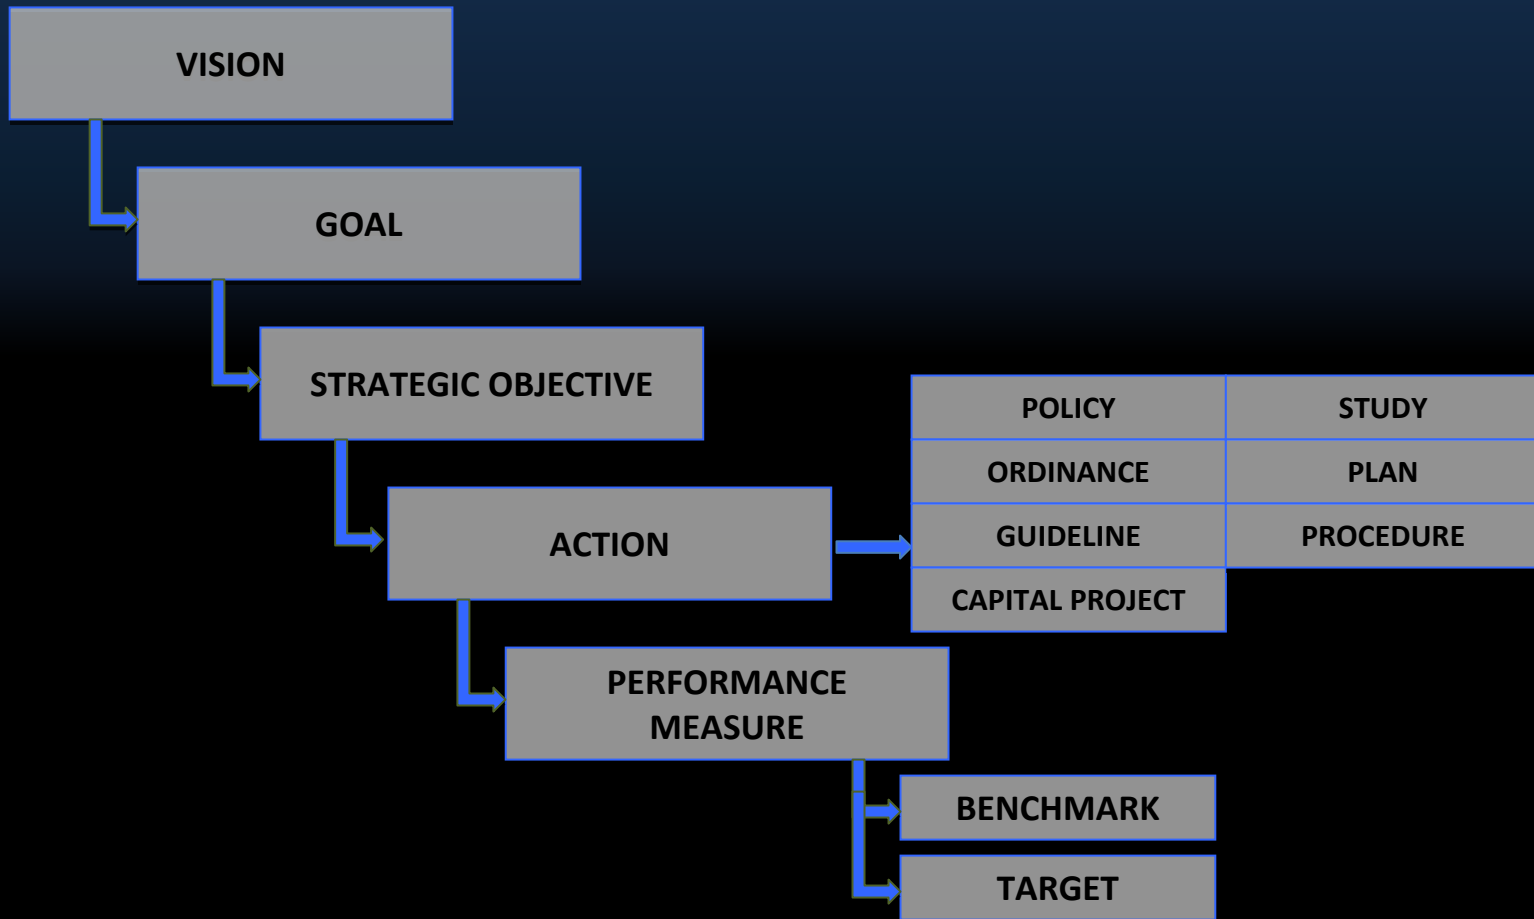 VISION
GOAL
STRATEGIC OBJECTIVE
POLICY
STUDY
ORDINANCE
PLAN
ACTION
GUIDELINE
PROCEDURE
CAPITAL PROJECT
PERFORMANCE
MEASURE
BENCHMARK
TARGET